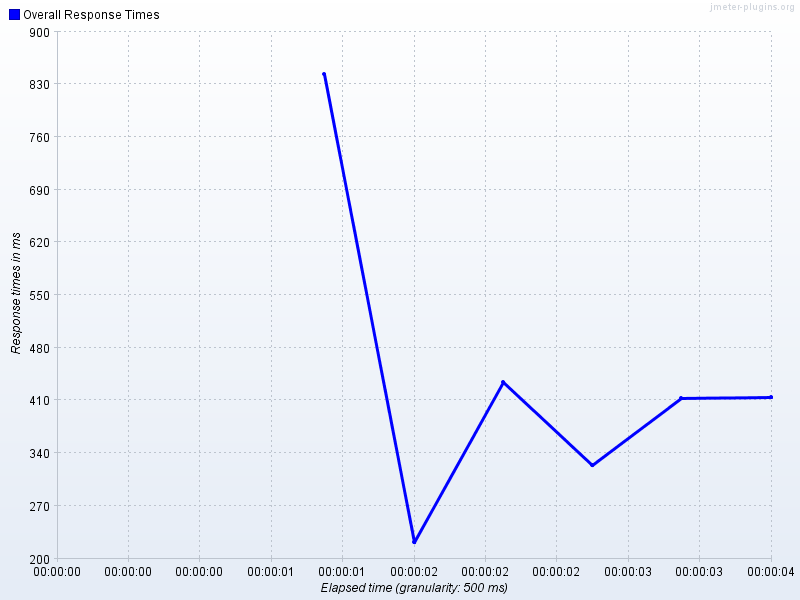 jmeter-plugins.org
Overall Response Times
900
830
760
690
620
550
480
410
340
270
200
Response times in ms
00:00:00 00:00:00 00:00:00 00:00:01 00:00:01 00:00:02 00:00:02 00:00:02 00:00:03 00:00:03 00:00:04
Elapsed time (granularity: 500 ms)